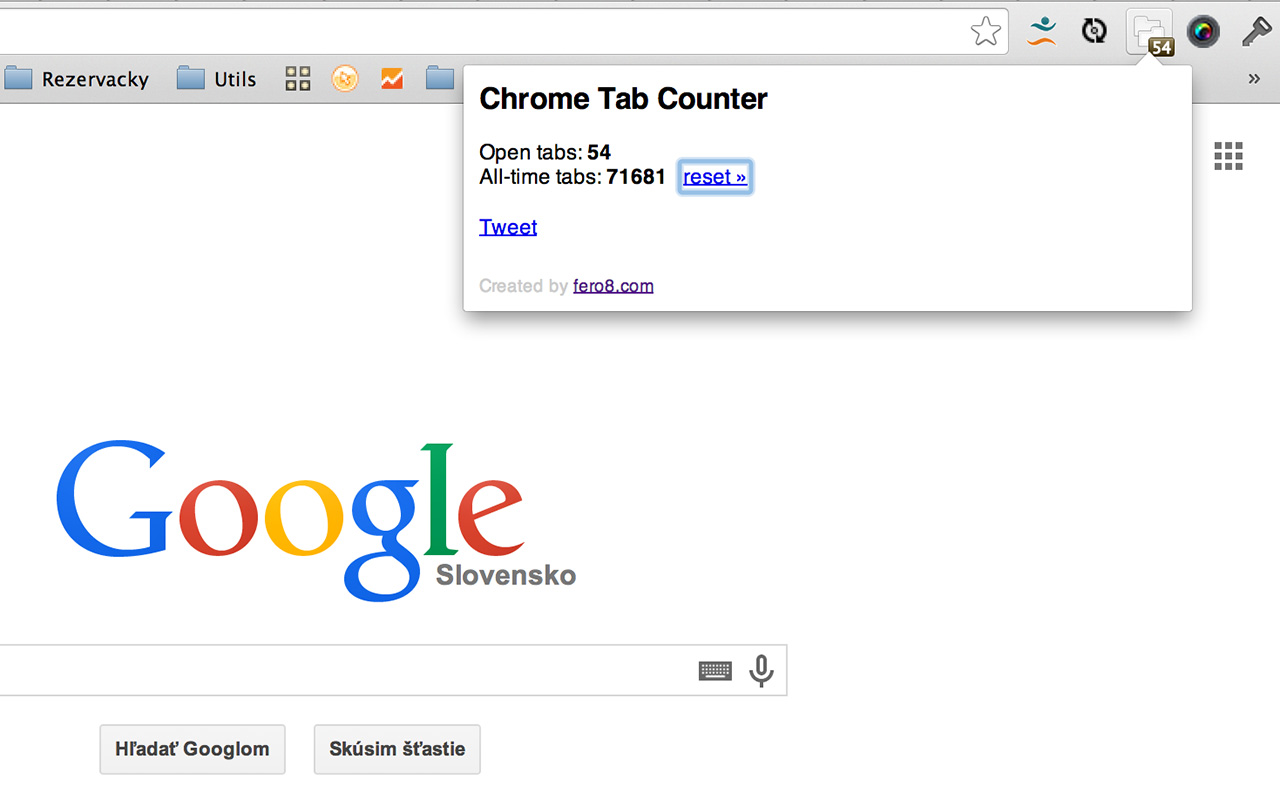 54
Rezervacky
Utils
»
Chrome Tab Counter
Open tabs: 54
All-time tabs: 71681 reset »
Tweet
Created by fero8.com
Google
Slovensko
Hľadať Googlom
Skúsim šťastie